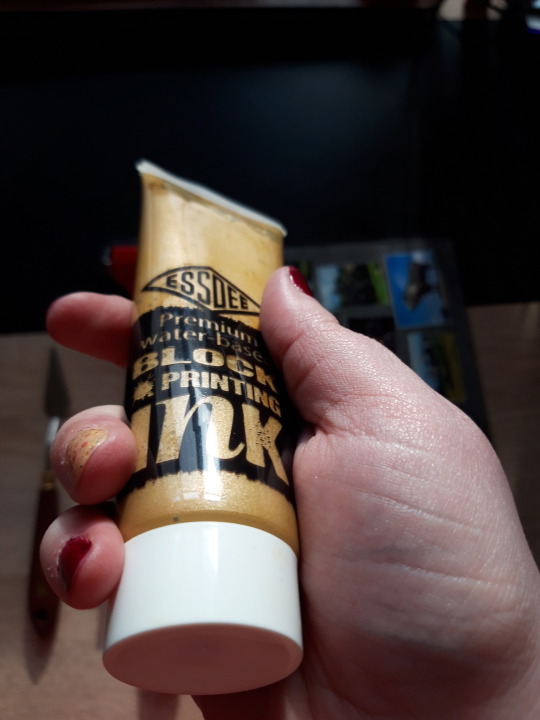 ESSDEE
Premium
water-base
BLOCK
PRINTING
inK